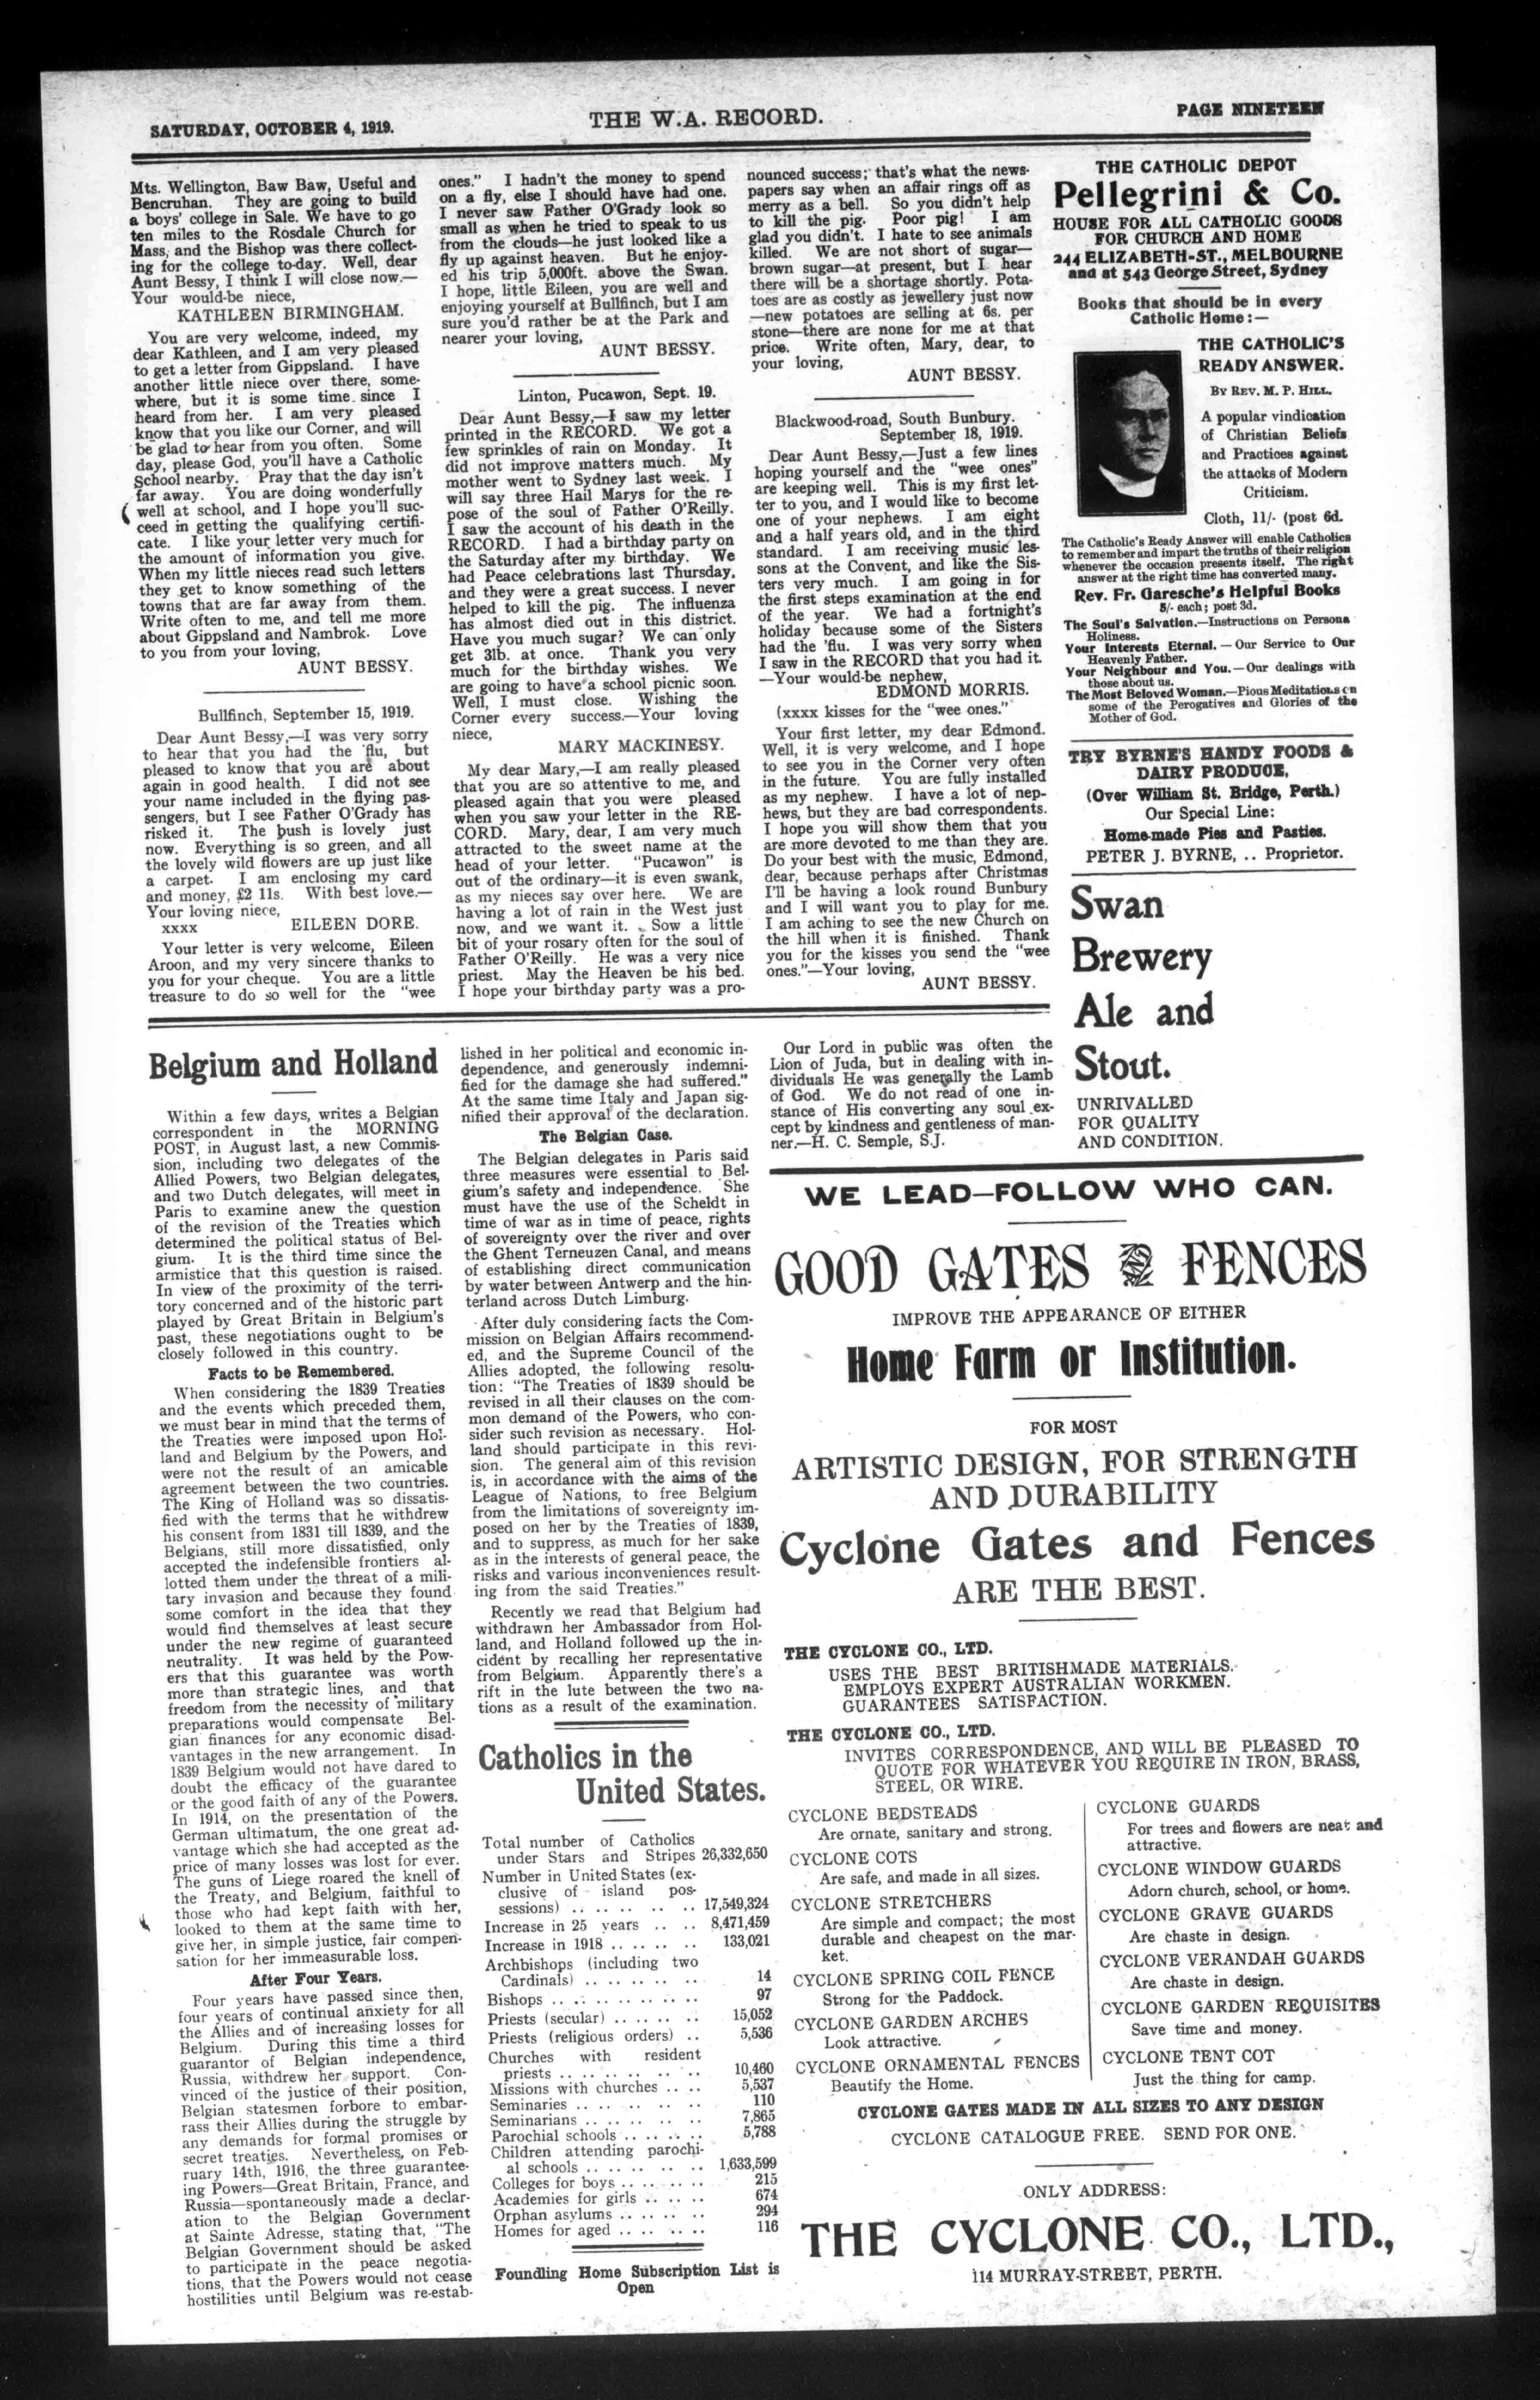 SATURDAY, OCTOBER 4, 1919.
THE W.A. RECORD.
PAGE NINETEEN
Mts. Wellington, Baw Baw, Useful and
Bencruhan. They are going to build
a boys' college in Sale. We have to go
ten miles to the Rosdale Church for
Mass, and the Bishop was there collect-
ing for the college to-day. Well, dear
Aunt Bessy, I think I will close now.—
Your would-be niece,
KATHLEEN BIRMINGHAM.
You are very welcome, indeed, my
dear Kathleen, and I am very pleased
to get a letter from Gippsland. I have
another little niece over there, some-
where, but it is some time since I
heard from her. I am very pleased
know that you like our Corner, and will
be glad to hear from you often. Some
day, please God, you'll have a Catholic
School nearby. Pray that the day isn't
far away. You are doing wonderfully
well at school, and I hope you'll suc-
ceed in getting the qualifying certifi-
cate. I like your letter very much for
the amount of information you give.
When my little nieces read such letters
they get to know something of the
towns that are far away from them.
Write often to me, and tell me more
about Gippsland and Nambrok. Love
to you from your loving,
AUNT BESSY.
Bullfinch, September 15, 1919.
Dear Aunt Bessy,—I was very sorry
to hear that you had the 'flu, but
pleased to know that you are about
again in good health. I did not see
your name included in the flying pas-
sengers, but I see Father O'Grady has
risked it. The bush is lovely just
now. Everything is so green, and all
the lovely wild flowers are up just like
a carpet. I am enclosing my card
and money, £2 11s. With best love.—
Your loving niece,
xxxx EILEEN DORE.
Your letter is very welcome, Eileen
Aroon, and my very sincere thanks to
you for your cheque. You are a little
treasure to do so well for the "wee
ones." I hadn't the money to spend
on a fly, else I should have had one.
I never saw Father O'Grady look so
small as when he tried to speak to us
from the clouds—he just looked like a
fly up against heaven. But he enjoy-
ed his trip 5,000ft. above the Swan.
I hope, little Eileen, you are well and
enjoying yourself at Bullfinch, but I am
sure you'd rather be at the Park and
nearer your loving,
AUNT BESSY.
Linton, Pucawon, Sept. 19.
Dear Aunt Bessy,—I saw my letter
printed in the RECORD. We got a
few sprinkles of rain on Monday. It
did not improve matters much. My
mother went to Sydney last week. I
will say three Hail Marys for the re-
pose of the soul of Father O'Reilly.
I saw the account of his death in the
RECORD. I had a birthday party on
the Saturday after my birthday. We
had Peace celebrations last Thursday,
and they were a great success. I never
helped to kill the pig. The influenza
has almost died out in this district.
Have you much sugar? We can only
get 3lb. at once. Thank you very
much for the birthday wishes. We
are going to have a school picnic soon.
Well, I must close. Wishing the
Corner every success.—Your loving
niece,
MARY MACKINESY.
My dear Mary,—I am really pleased
that you are so attentive to me, and
pleased again that you were pleased
when you saw your letter in the RE-
CORD. Mary, dear, I am very much
attracted to the sweet name at the
head of your letter. "Pucawon" is
out of the ordinary—it is even swank,
as my nieces say over here. We are
having a lot of rain in the West just
now, and we want it. Sow a little
bit of your rosary often for the soul of
Father O'Reilly. He was a very nice
priest. May the Heaven be his bed.
I hope your birthday party was a pro-
nounced success; that's what the news-
papers say when an affair rings off as
merry as a bell. So you didn't help
to kill the pig. Poor pig! I am
glad you didn't. I hate to see animals
killed. We are not short of sugar—
brown sugar—at present, but I hear
there will be a shortage shortly. Pota-
toes are as costly as jewellery just now
—new potatoes are selling at 6s. per
stone—there are none for me at that
price. Write often, Mary, dear, to
your loving,
AUNT BESSY.
Blackwood-road, South Bunbury.
September 18, 1919.
Dear Aunt Bessy,—Just a few lines
hoping yourself and the "wee ones"
are keeping well. This is my first let-
ter to you, and I would like to become
one of your nephews. I am eight
and a half years old, and in the third
standard. I am receiving music les-
sons at the Convent, and like the Sis-
ters very much. I am going in for
the first steps examination at the end
of the year. We had a fortnight's
holiday because some of the Sisters
had the 'flu. I was very sorry when
I saw in the RECORD that you had it.
—Your would-be nephew,
EDMOND MORRIS.
(xxxx kisses for the "wee ones."
Your first letter, my dear Edmond.
Well, it is very welcome, and I hope
to see you in the Corner very often
in the future. You are fully installed
as my nephew. I have a lot of nep-
hews, but they are bad correspondents.
I hope you will show them that you
are more devoted to me than they are.
Do your best with the music, Edmond,
dear, because perhaps after Christmas
I'll be having a look round Bunbury
and I will want you to play for me.
I am aching to see the new Church on
the hill when it is finished. Thank
you for the kisses you send the "wee
ones."—Your loving,
AUNT BESSY.
THE CATHOLIC DEPOT
Pellegrini & Co.
HOUSE FOR ALL CATHOLIC GOODS
FOR CHURCH AND HOME
244 ELIZABETH-ST., MELBOURNE
and at 543 George Street, Sydney
Books that should be in every
Catholic Home:—
THE CATHOLIC'S
READY ANSWER.
BY REV. M. P. HILL.
A popular vindication
of Christian Beliefs
and Practices against
the attacks of Modern
Criticism.
Cloth, 11/- (post 6d.
The Catholic's Ready Answer will enable Catholics
to remember and impart the truths of their religion
whenever the occasion presents itself. The right
answer at the right time has converted many.
Rev. Fr. Garesche's Helpful Books
5/- each; post 3d.
The Soul's Salvation.—Instructions on Persona
Holiness.
Your Interests Eternal.—Our Service to Our
Heavenly Father.
Your Neighbour and You.—Our dealings with
those about us.
The Most Beloved Woman.—Pious Meditations on
some of the Perogatives and Glories of the
Mother of God.
TRY BYRNE'S HANDY FOODS &
DAIRY PRODUCE,
(Over William St. Bridge, Perth.)
Our Special Line:
Home-made Pies and Pasties.
PETER J. BYRNE, .. Proprietor.
Swan
Brewery
Ale and
Stout.
UNRIVALLED
FOR QUALITY
AND CONDITION.
Belgium and Holland
Within a few days, writes a Belgian
correspondent in the MORNING
POST, in August last, a new Commis-
sion, including two delegates of the
Allied Powers, two Belgian delegates,
and two Dutch delegates, will meet in
Paris to examine anew the question
of the revision of the Treaties which
determined the political status of Bel-
gium. It is the third time since the
armistice that this question is raised.
In view of the proximity of the terri-
tory concerned and of the historic part
played by Great Britain in Belgium's
past, these negotiations ought to be
closely followed in this country.
Facts to be Remembered.
When considering the 1839 Treaties
and the events which preceded them,
we must bear in mind that the terms of
the Treaties were imposed upon Hol-
land and Belgium by the Powers, and
were not the result of an amicable
agreement between the two countries.
The King of Holland was so dissatis-
fied with the terms that he withdrew
his consent from 1831 till 1839, and the
Belgians, still more dissatisfied, only
accepted the indefensible frontiers al-
lotted them under the threat of a mili-
tary invasion and because they found
some comfort in the idea that they
would find themselves at least secure
under the new regime of guaranteed
neutrality. It was held by the Pow-
ers that this guarantee was worth
more than strategic lines, and that
freedom from the necessity of military
preparations would compensate Bel-
gian finances for any economic disad-
vantages in the new arrangement. In
1839 Belgium would not have dared to
doubt the efficacy of the guarantee
or the good faith of any of the Powers.
In 1914, on the presentation of the
German ultimatum, the one great ad-
vantage which she had accepted as the
price of many losses was lost for ever.
The guns of Liege roared the knell of
the Treaty, and Belgium, faithful to
those who had kept faith with her,
looked to them at the same time to
give her, in simple justice, fair compen-
sation for her immeasurable loss.
After Four Years.
Four years have passed since then,
four years of continual anxiety for all
the Allies and of increasing losses for
Belgium. During this time a third
guarantor of Belgian independence,
Russia, withdrew her support. Con-
vinced of the justice of their position,
Belgian statesmen forbore to embar-
rass their Allies during the struggle by
any demands for formal promises or
secret treaties. Nevertheless, on Feb-
ruary 14th, 1916, the three guarantee-
ing Powers—Great Britain, France, and
Russia—spontaneously made a declar-
ation to the Belgian Government
at Sainte Adresse, stating that, "The
Belgian Government should be asked
to participate in the peace negotia-
tions, that the Powers would not cease
hostilities until Belgium was re-estab-
lished in her political and economic in-
dependence, and generously indemni-
fied for the damage she had suffered."
At the same time Italy and Japan sig-
nified their approval of the declaration.
The Belgian Case.
The Belgian delegates in Paris said
three measures were essential to Bel-
gium's safety and independence. She
must have the use of the Scheldt in
time of war as in time of peace, rights
of sovereignty over the river and over
the Ghent Terneuzen Canal, and means
of establishing direct communication
by water between Antwerp and the hin-
terland across Dutch Limburg.
After duly considering facts the Com-
mission on Belgian Affairs recommend-
ed, and the Supreme Council of the
Allies adopted, the following resolu-
tion: "The Treaties of 1839 should be
revised in all their clauses on the com-
mon demand of the Powers, who con-
sider such revision as necessary. Hol-
land should participate in this revi-
sion. The general aim of this revision
is, in accordance with the aims of the
League of Nations, to free Belgium
from the limitations of sovereignty im-
posed on her by the Treaties of 1839,
and to suppress, as much for her sake
as in the interests of general peace, the
risks and various inconveniences result-
ing from the said Treaties."
Recently we read that Belgium had
withdrawn her Ambassador from Hol-
land, and Holland followed up the in-
cident by recalling her representative
from Belgium. Apparently there's a
rift in the lute between the two na-
tions as a result of the examination.
Catholics in the
United States.
Total number of Catholics
under Stars and Stripes 26,332,650
Number in United States (ex-
clusive of island pos-
sessions) .. .. .. .. .. 17,549,324
Increase in 25 years .. .. 8,471,459
Increase in 1918 .. .. .. .. 133,021
Archbishops (including two
Cardinals) .. .. .. .. .. 14
Bishops .. .. .. .. .. .. 97
Priests (secular) .. .. .. .. 15,052
Priests (religious orders) .. 5,536
Churches with resident
priests .. .. .. .. .. .. 10,460
Missions with churches .. .. 5,537
Seminaries .. .. .. .. .. 110
Seminarians .. .. .. .. .. 7,865
Parochial schools .. .. .. .. 5,788
Children attending parochi-
al schools .. .. .. .. .. 1,633,599
Colleges for boys .. .. .. .. 215
Academies for girls .. .. .. 674
Orphan asylums .. .. .. .. 294
Homes for aged .. .. .. .. 116
Foundling Home Subscription List is
Open
Our Lord in public was often the
Lion of Juda, but in dealing with in-
dividuals He was generally the Lamb
of God. We do not read of one in-
stance of His converting any soul ex-
cept by kindness and gentleness of man-
ner.—H. C. Semple, S.J.
WE LEAD—FOLLOW WHO CAN.
GOOD GATES AND FENCES
IMPROVE THE APPEARANCE OF EITHER
Home Farm or Institution.
FOR MOST
ARTISTIC DESIGN, FOR STRENGTH
AND DURABILITY
Cyclone Gates and Fences
ARE THE BEST.
THE CYCLONE CO., LTD.
USES THE BEST BRITISHMADE MATERIALS.
EMPLOYS EXPERT AUSTRALIAN WORKMEN.
GUARANTEES SATISFACTION.
THE CYCLONE CO., LTD.
INVITES CORRESPONDENCE, AND WILL BE PLEASED TO
QUOTE FOR WHATEVER YOU REQUIRE IN IRON, BRASS,
STEEL, OR WIRE.
CYCLONE BEDSTEADS
Are ornate, sanitary and strong.
CYCLONE COTS
Are safe, and made in all sizes.
CYCLONE STRETCHERS
Are simple and compact; the most
durable and cheapest on the mar-
ket.
CYCLONE SPRING COIL FENCE
Strong for the Paddock.
CYCLONE GARDEN ARCHES
Look attractive.
CYCLONE ORNAMENTAL FENCES
Beautify the Home.
CYCLONE GUARDS
For trees and flowers are neat and
attractive.
CYCLONE WINDOW GUARDS
Adorn church, school, or home.
CYCLONE GRAVE GUARDS
Are chaste in design.
CYCLONE VERANDAH GUARDS
Are chaste in design.
CYCLONE GARDEN REQUISITES
Save time and money.
CYCLONE TENT COT
Just the thing for camp.
CYCLONE GATES MADE IN ALL SIZES TO ANY DESIGN
CYCLONE CATALOGUE FREE. SEND FOR ONE.
ONLY ADDRESS:
THE CYCLONE CO., LTD.,
114 MURRAY-STREET, PERTH.